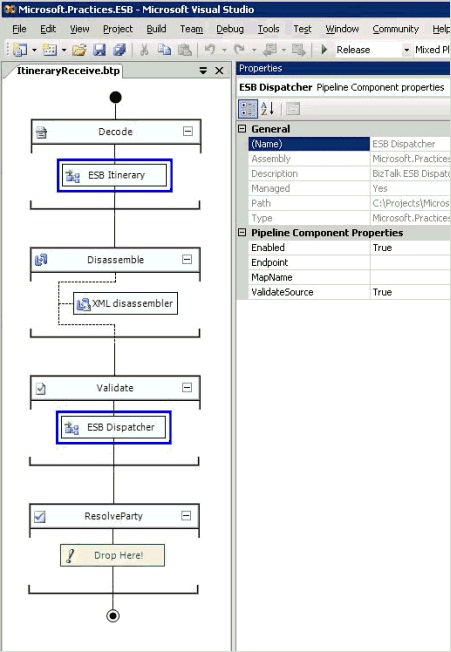 Microsoft.Practices.ESB - Microsoft Visual Studio
File Edit View Project Build Team Debug Tools Test Window Community Help
Release Mixed Pl
ItineraryReceive.btp
Decode
ESB Itinerary
Disassemble
XML disassembler
Validate
ESB Dispatcher
ResolveParty
Drop Here!
Properties
ESB Dispatcher Pipeline Component properties
General
(Name) ESB Dispatcher
Assembly Microsoft.Practices
Description BizTalk ESB Dispatc
Managed Yes
Path C:\Projects\Micros
Type Microsoft.Practices
Pipeline Component Properties
Enabled True
Endpoint
MapName
ValidateSource True